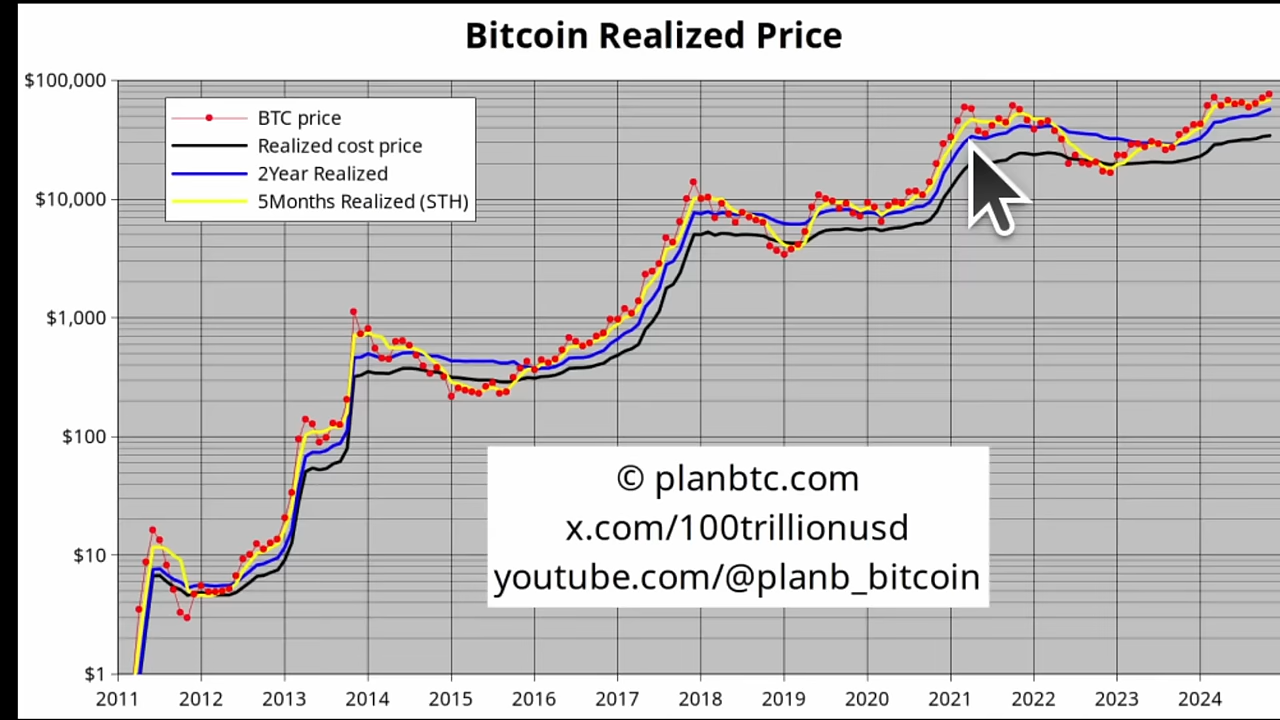 Bitcoin Realized Price
$100,000
$10,000
$1,000
$100
$10
$1
BTC price
Realized cost price
2Year Realized
5Months Realized (STH)
© planbtc.com
x.com/100trillionusd
youtube.com/@planb_bitcoin
2011 2012 2013 2014 2015 2016 2017 2018 2019 2020 2021 2022 2023 2024